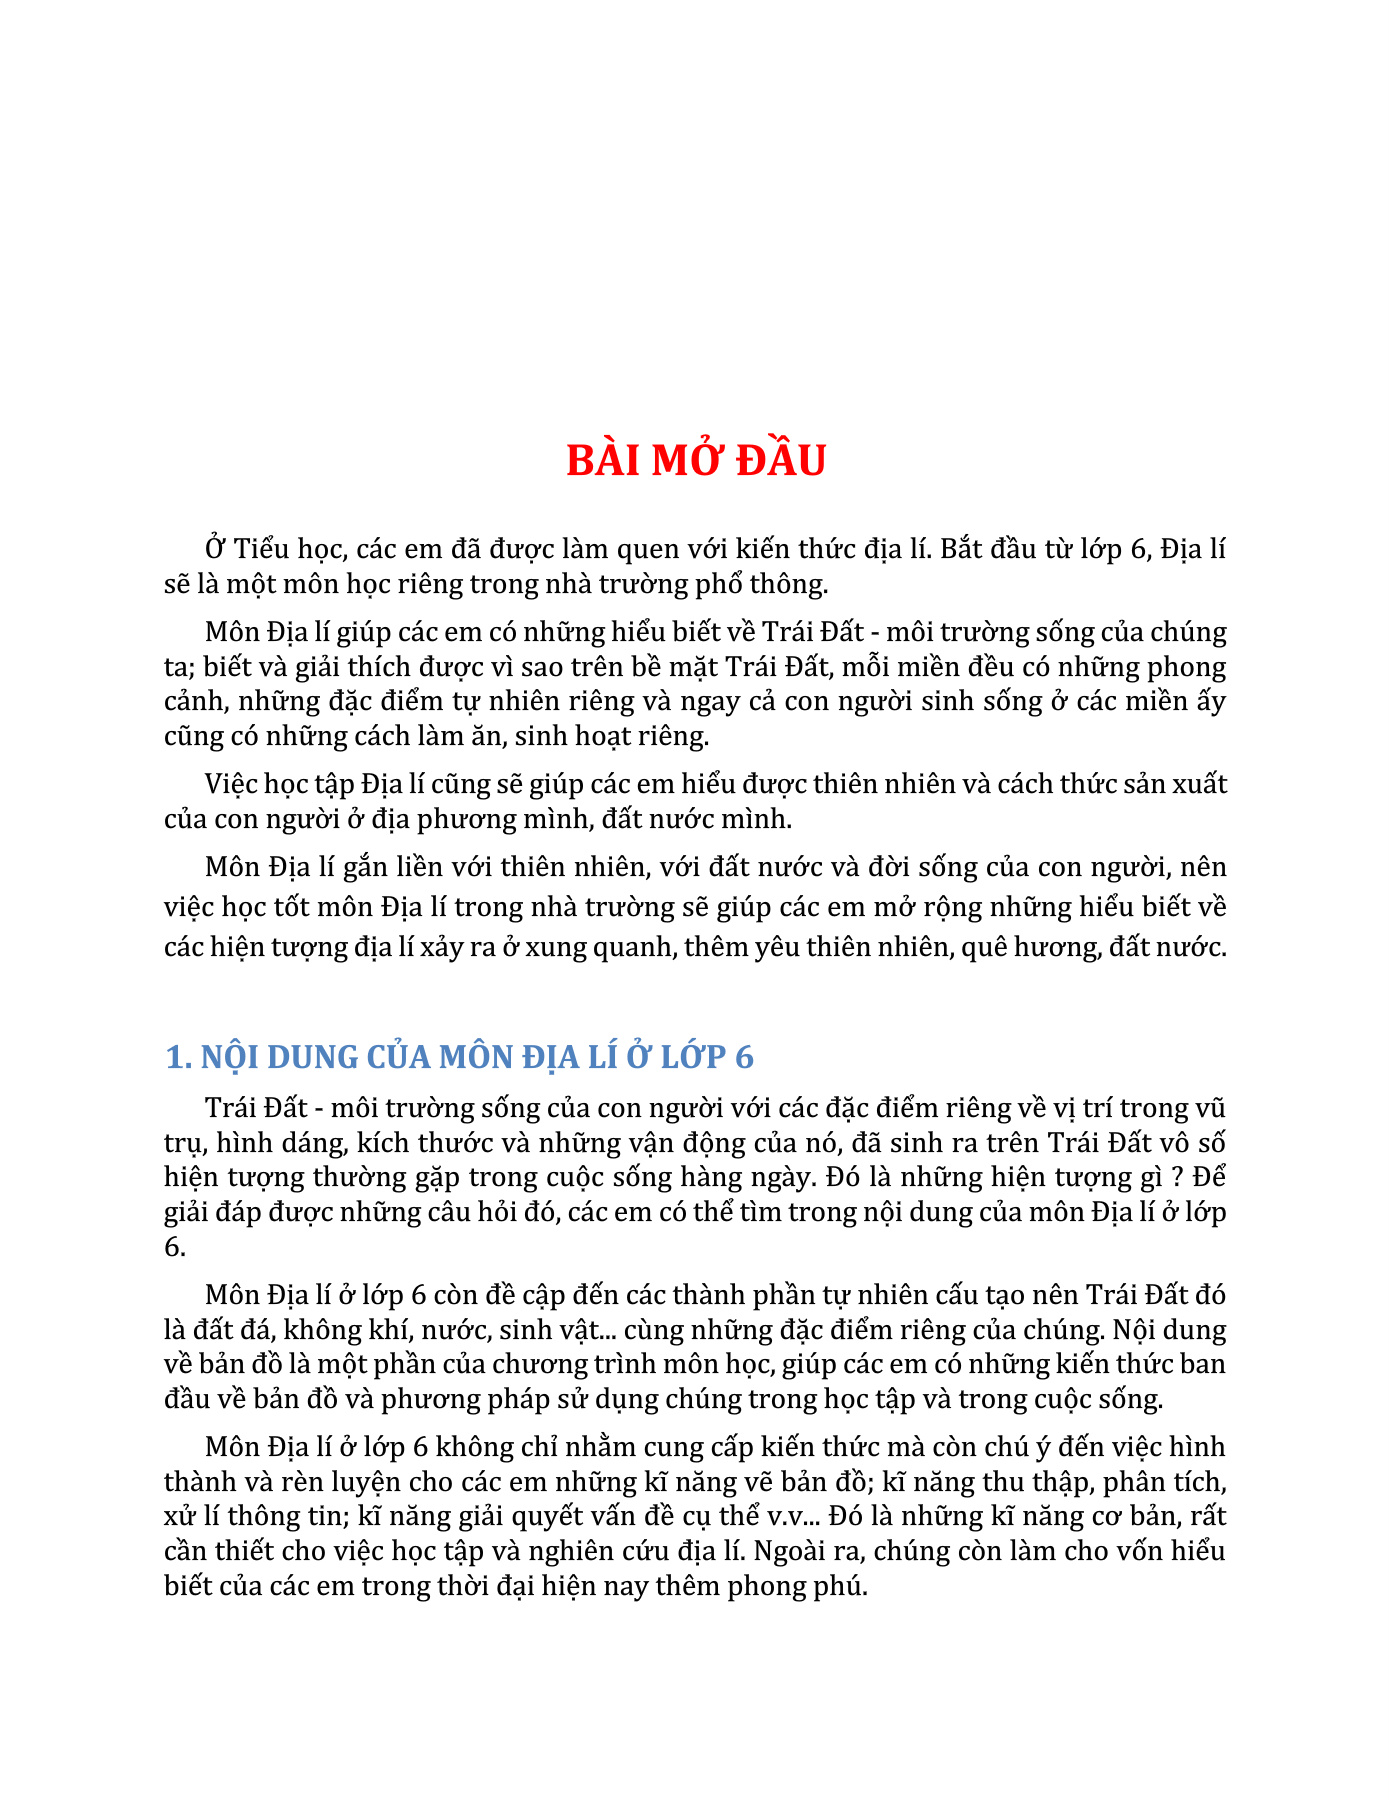 BÀI MỞ ĐẦU
Ở Tiểu học, các em đã được làm quen với kiến thức địa lí. Bắt đầu từ lớp 6, Địa lí
sẽ là một môn học riêng trong nhà trường phổ thông.
Môn Địa lí giúp các em có những hiểu biết về Trái Đất - môi trường sống của chúng
ta; biết và giải thích được vì sao trên bề mặt Trái Đất, mỗi miền đều có những phong
cảnh, những đặc điểm tự nhiên riêng và ngay cả con người sinh sống ở các miền ấy
cũng có những cách làm ăn, sinh hoạt riêng.
Việc học tập Địa lí cũng sẽ giúp các em hiểu được thiên nhiên và cách thức sản xuất
của con người ở địa phương mình, đất nước mình.
Môn Địa lí gắn liền với thiên nhiên, với đất nước và đời sống của con người, nên
việc học tốt môn Địa lí trong nhà trường sẽ giúp các em mở rộng những hiểu biết về
các hiện tượng địa lí xảy ra ở xung quanh, thêm yêu thiên nhiên, quê hương, đất nước.
1. NỘI DUNG CỦA MÔN ĐỊA LÍ Ở LỚP 6
Trái Đất - môi trường sống của con người với các đặc điểm riêng về vị trí trong vũ
trụ, hình dáng, kích thước và những vận động của nó, đã sinh ra trên Trái Đất vô số
hiện tượng thường gặp trong cuộc sống hàng ngày. Đó là những hiện tượng gì ? Để
giải đáp được những câu hỏi đó, các em có thể tìm trong nội dung của môn Địa lí ở lớp
6.
Môn Địa lí ở lớp 6 còn đề cập đến các thành phần tự nhiên cấu tạo nên Trái Đất đó
là đất đá, không khí, nước, sinh vật... cùng những đặc điểm riêng của chúng. Nội dung
về bản đồ là một phần của chương trình môn học, giúp các em có những kiến thức ban
đầu về bản đồ và phương pháp sử dụng chúng trong học tập và trong cuộc sống.
Môn Địa lí ở lớp 6 không chỉ nhằm cung cấp kiến thức mà còn chú ý đến việc hình
thành và rèn luyện cho các em những kĩ năng vẽ bản đồ; kĩ năng thu thập, phân tích,
xử lí thông tin; kĩ năng giải quyết vấn đề cụ thể v.v... Đó là những kĩ năng cơ bản, rất
cần thiết cho việc học tập và nghiên cứu địa lí. Ngoài ra, chúng còn làm cho vốn hiểu
biết của các em trong thời đại hiện nay thêm phong phú.